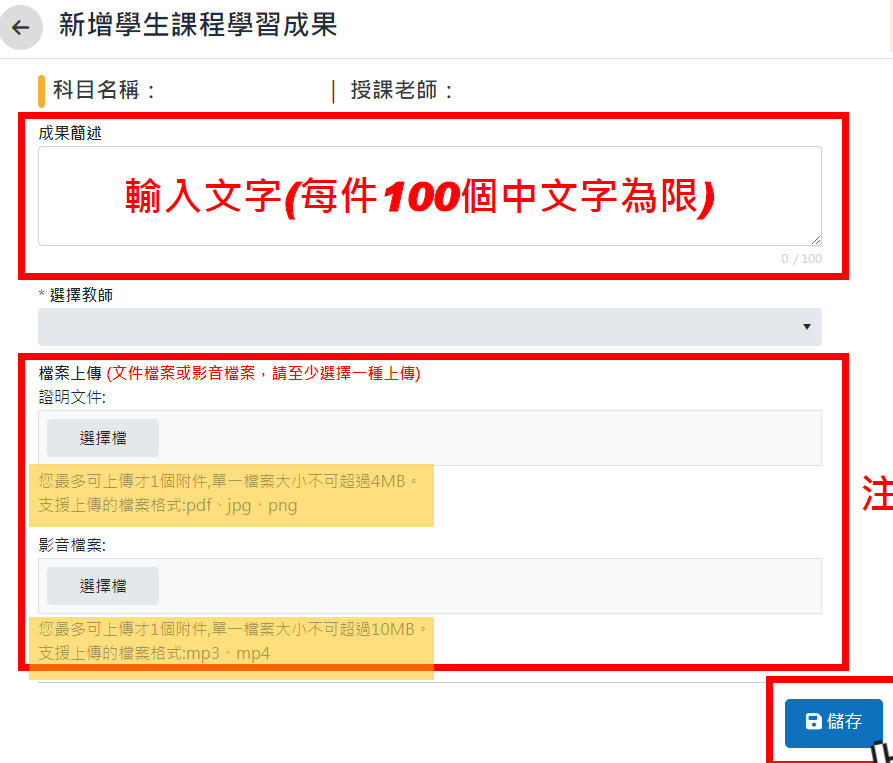 新增學生課程學習成果
科目名稱： | 授課老師：
成果簡述
輸入文字(每件100個中文字為限)
0 / 100
* 選擇教師
檔案上傳 (文件檔案或影音檔案，請至少選擇一種上傳)
證明文件:
選擇檔
您最多可上傳才1個附件,單一檔案大小不可超過4MB。
支援上傳的檔案格式:pdf、jpg、png
注
影音檔案:
選擇檔
您最多可上傳才1個附件,單一檔案大小不可超過10MB。
支援上傳的檔案格式:mp3、mp4
儲存